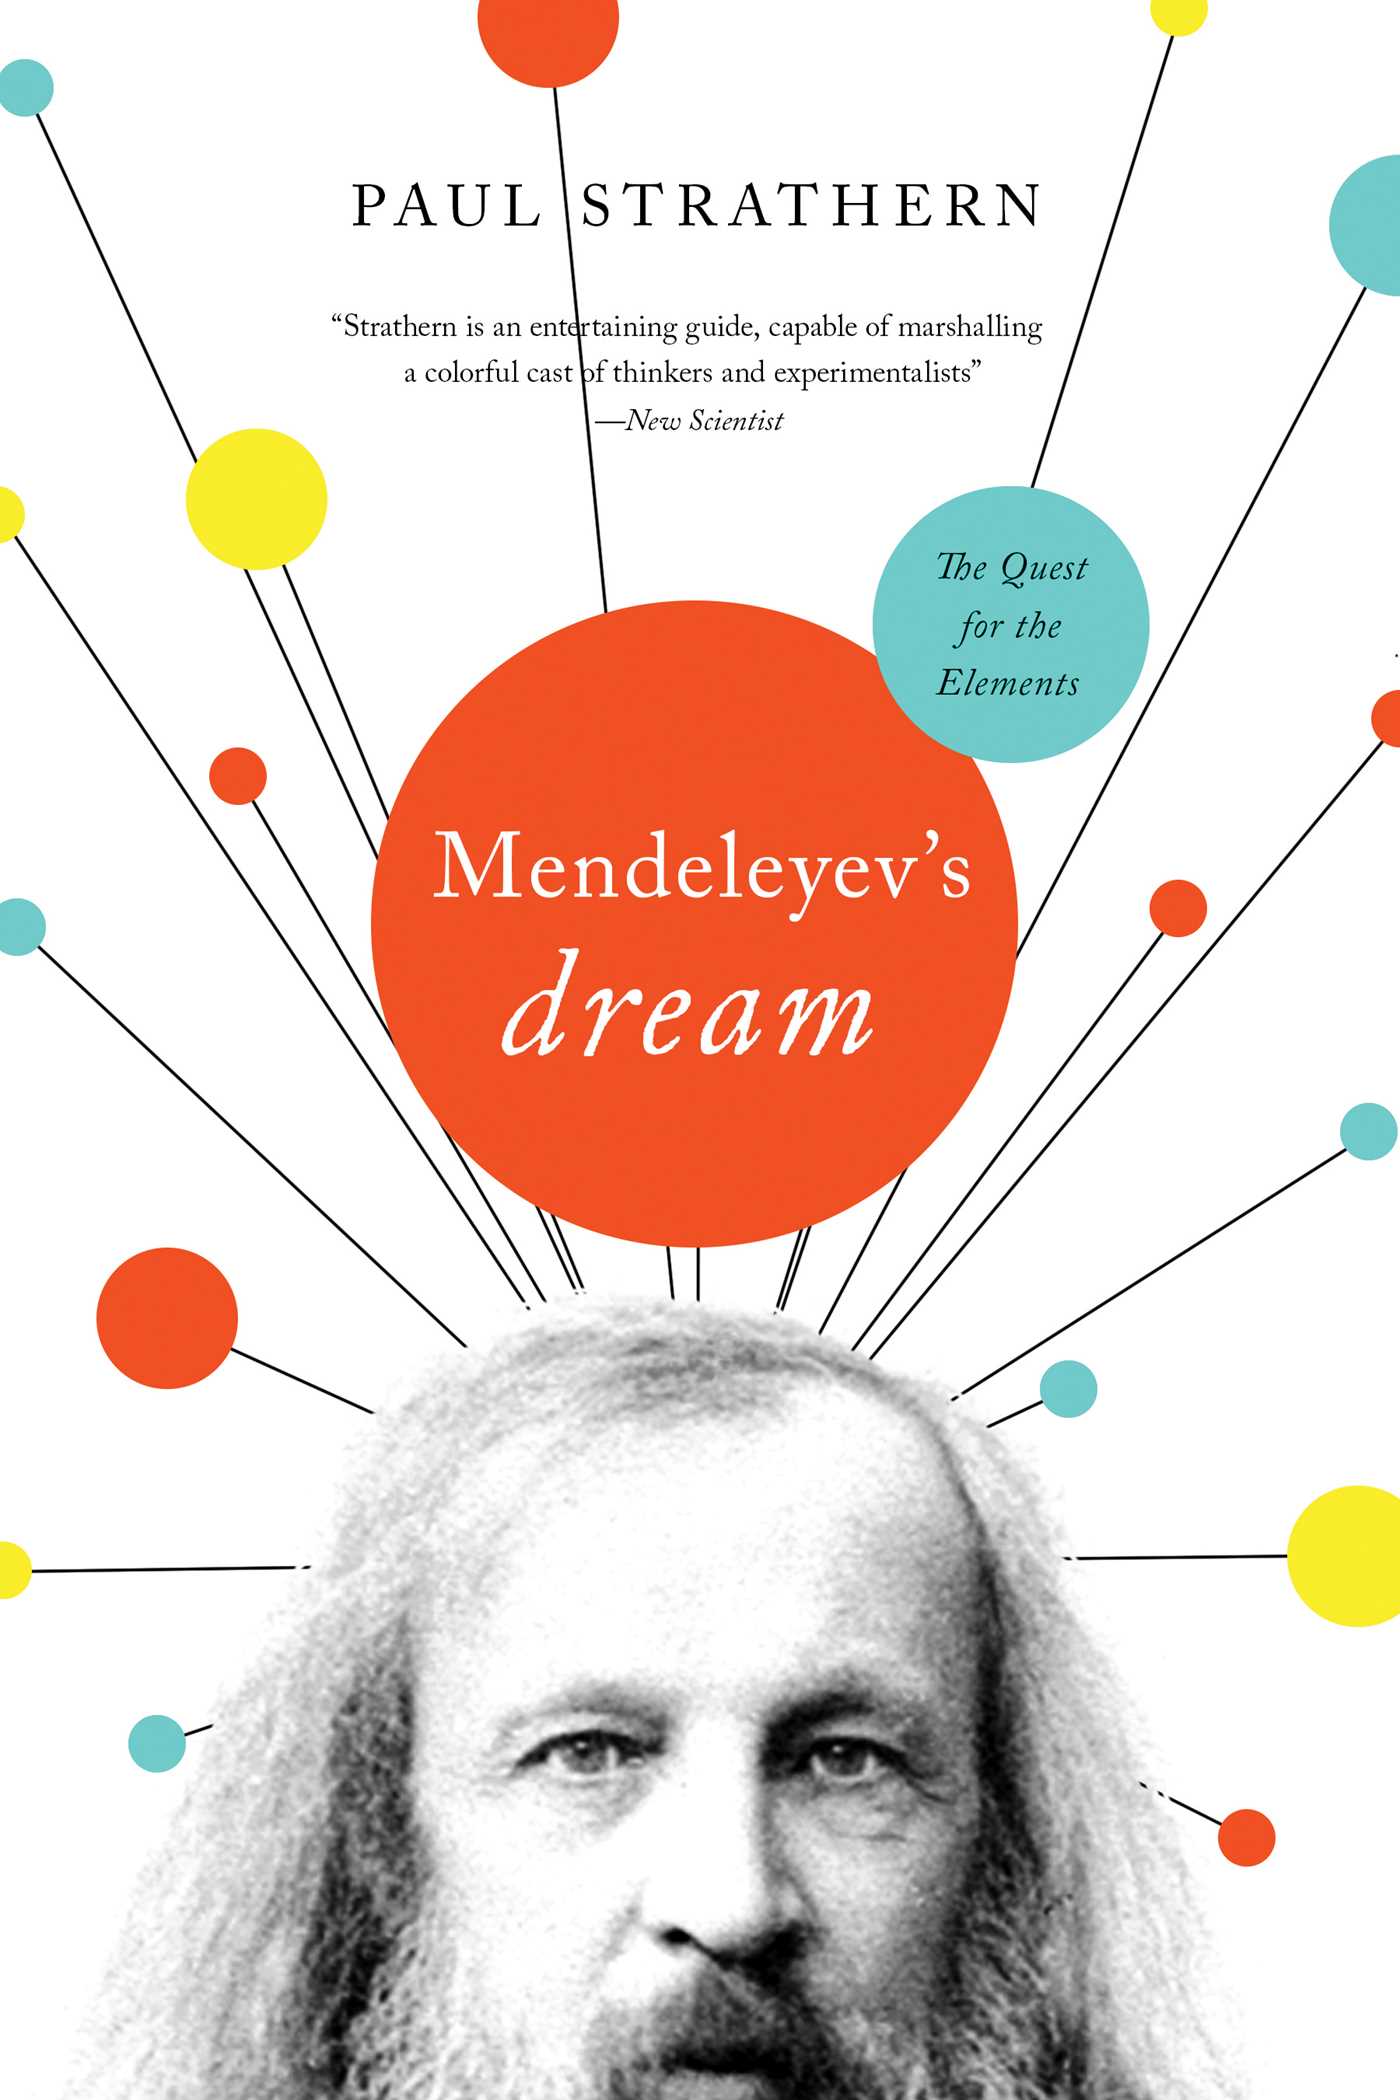 PAUL STRATHERN
“Strathern is an entertaining guide, capable of marshalling
a colorful cast of thinkers and experimentalists”
—New Scientist
The Quest
for the
Elements
Mendeleyev’s
dream